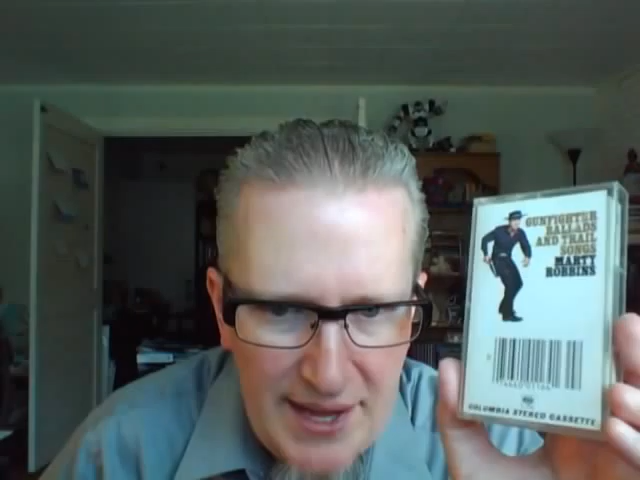 GUNFIGHTER
BALLADS
AND TRAIL
SONGS
MARTY
ROBBINS
COLUMBIA STEREO CASSETTE